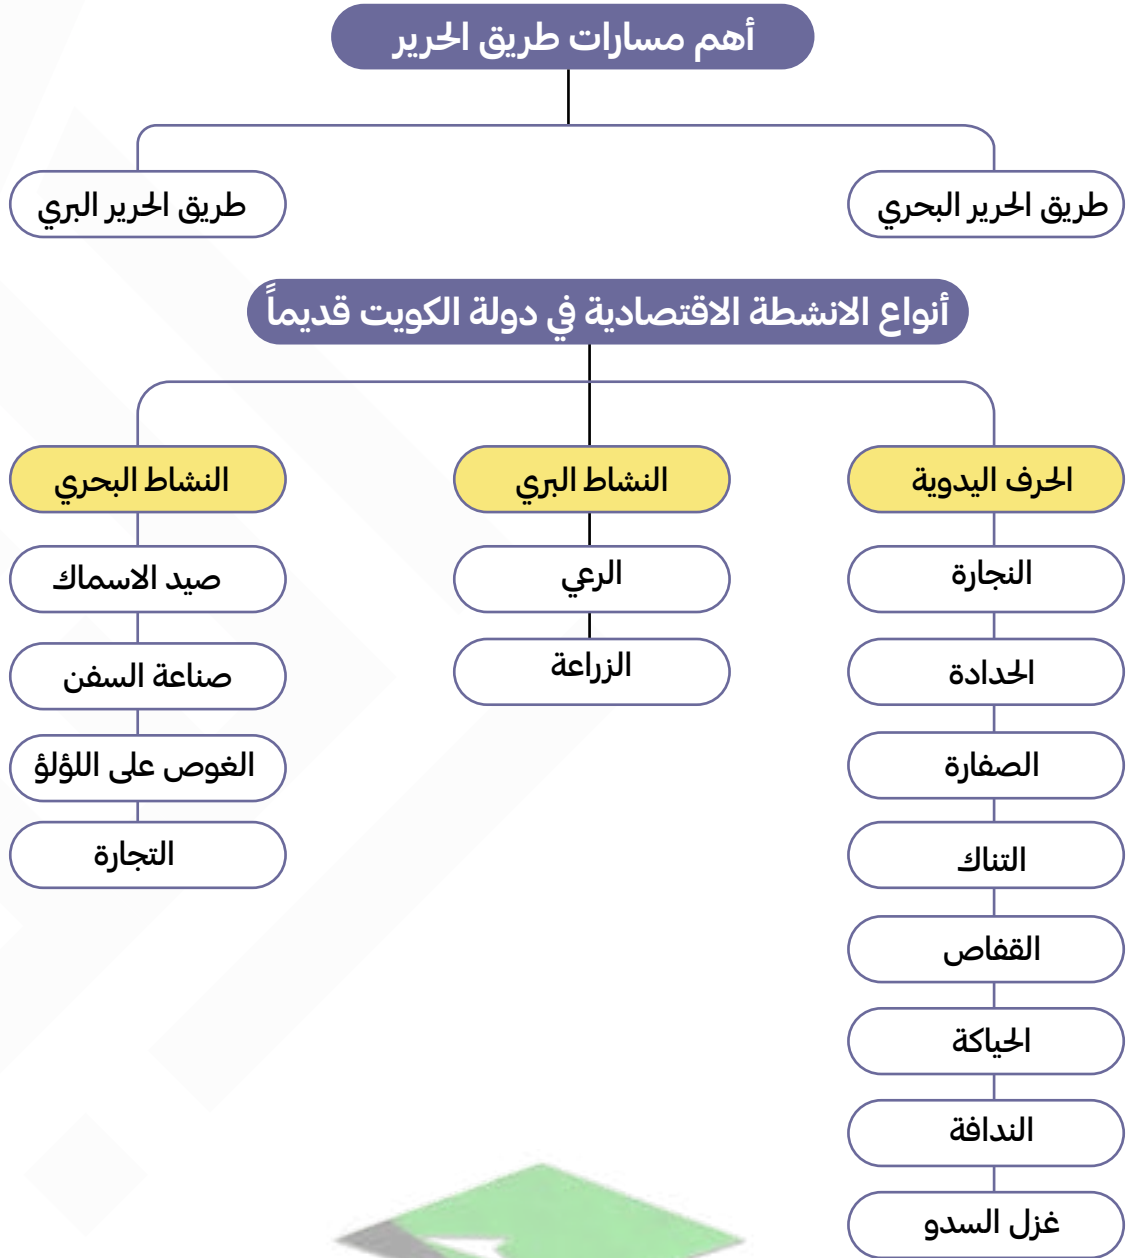 أهم مسارات طريق الحرير
طريق الحرير البحري
طريق الحرير البري
أنواع الانشطة الاقتصادية في دولة الكويت قديماً
الحرف اليدوية
النجارة
الحدادة
الصفارة
التناك
القفاص
الحياكة
الندافة
غزل السدو
النشاط البري
الرعي
الزراعة
النشاط البحري
صيد الاسماك
صناعة السفن
الغوص على اللؤلؤ
التجارة